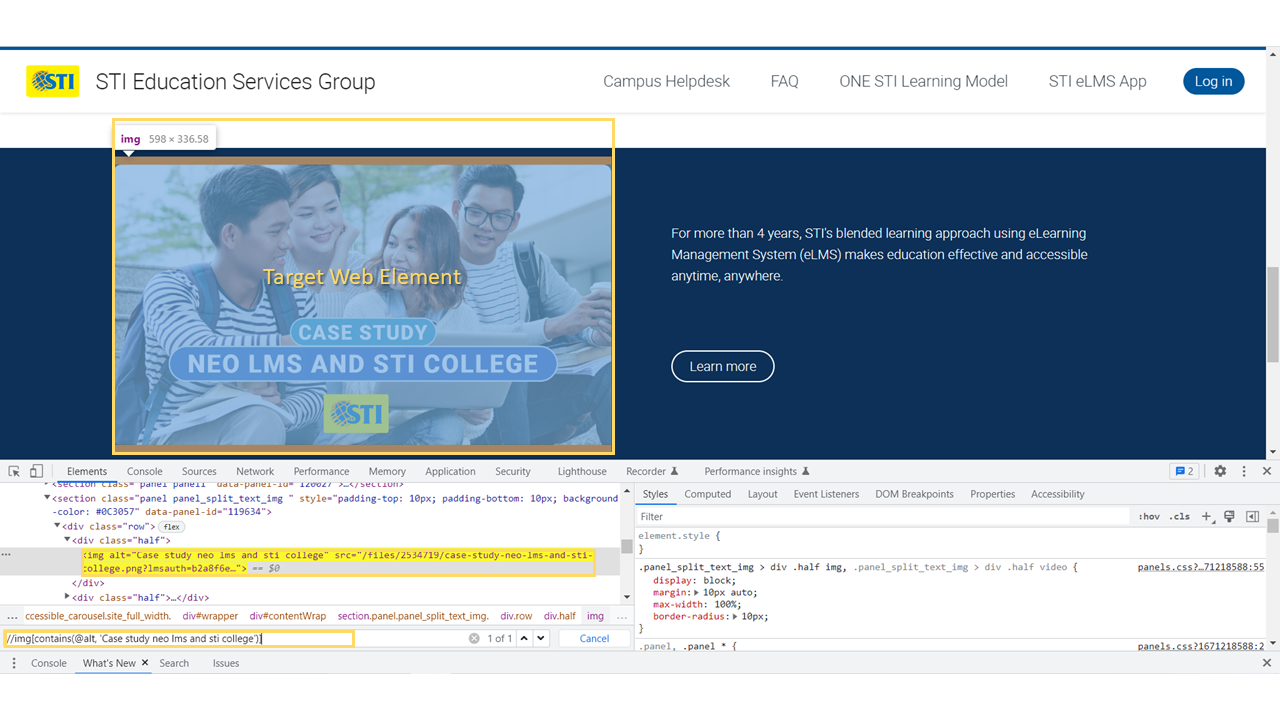 STI
STI Education Services Group
Campus Helpdesk
FAQ
ONE STI Learning Model
STI eLMS App
Log in
img 598 × 336.58
Target Web Element
CASE STUDY
NEO LMS AND STI COLLEGE
STI
For more than 4 years, STI's blended learning approach using eLearning
Management System (eLMS) makes education effective and accessible
anytime, anywhere.
Learn more
Elements Console Sources Network Performance Memory Application Security Lighthouse Recorder Performance insights 2
<section class="panel panel1" data-panel-id="120027">…</section>
<section class="panel panel_split_text_img " style="padding-top: 10px; padding-bottom: 10px; background
-color: #0C3057" data-panel-id="119634">
<div class="row"> flex
<div class="half">
... <img alt="Case study neo lms and sti college" src="/files/2534719/case-study-neo-lms-and-sti-
college.png?lmsauth=b2a8f6e…"> == $0
</div>
<div class="half">…</div>
... ccessible_carousel.site_full_width. div#wrapper div#contentWrap section.panel.panel_split_text_img. div.row div.half img ...
//img[contains(@alt, 'Case study neo lms and sti college')]
1 of 1
Cancel
Styles Computed Layout Event Listeners DOM Breakpoints Properties Accessibility
Filter
:hov .cls +
element.style {
}
.panel_split_text_img > div .half img, .panel_split_text_img > div .half video {
panels.css?…71218588:55
display: block;
margin: 10px auto;
max-width: 100%;
border-radius: 10px;
}
.panel, .panel * {
panels.css?1671218588:2
Console What's New Search Issues